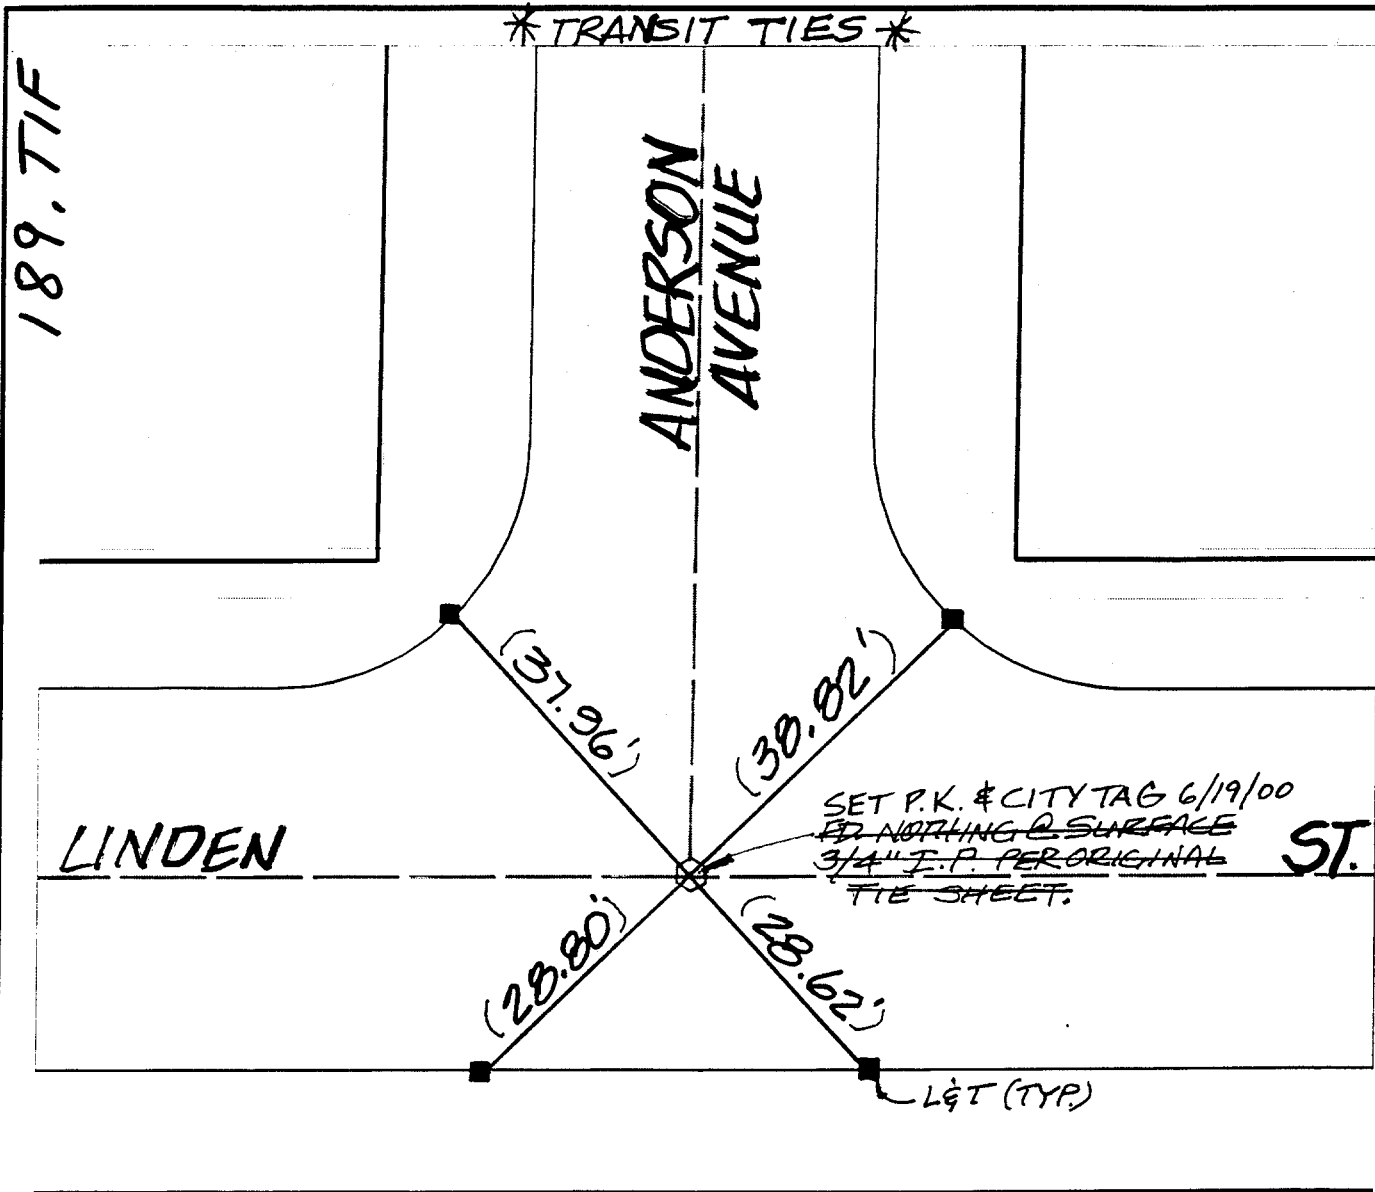 * TRANSIT TIES *
189.TIF
ANDERSON
AVENUE
(37.96')
(38.82')
SET P.K. & CITY TAG 6/19/00
FD. NOTHING @ SURFACE
3/4" I.P. PER ORIGINAL
TIE SHEET.
LINDEN
ST.
(28.80')
(28.62')
L&T (TYP.)